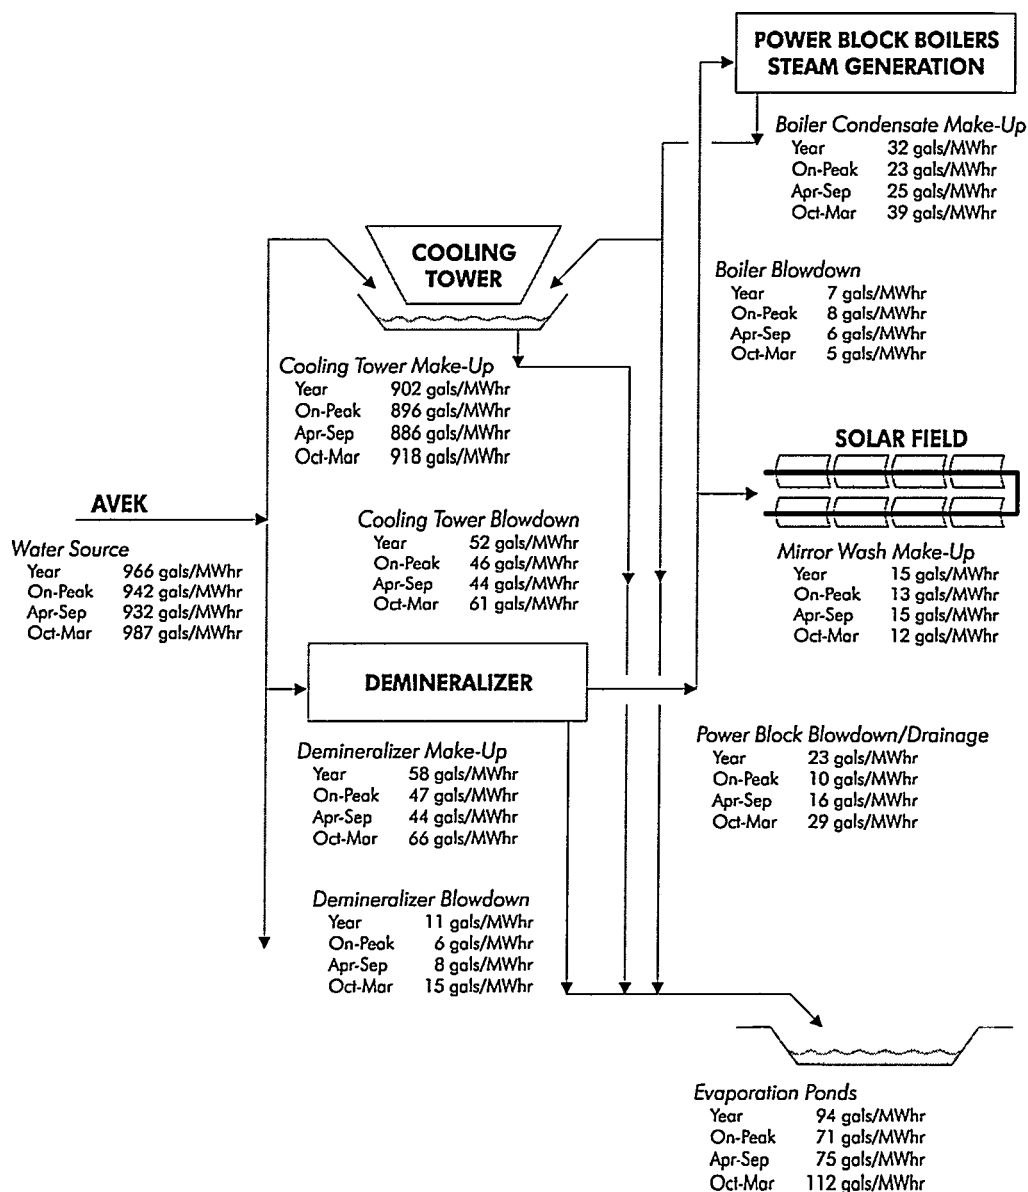 POWER BLOCK BOILERS
STEAM GENERATION
Boiler Condensate Make-Up
Year 32 gals/MWhr
On-Peak 23 gals/MWhr
Apr-Sep 25 gals/MWhr
Oct-Mar 39 gals/MWhr
COOLING
TOWER
Boiler Blowdown
Year 7 gals/MWhr
On-Peak 8 gals/MWhr
Apr-Sep 6 gals/MWhr
Oct-Mar 5 gals/MWhr
Cooling Tower Make-Up
Year 902 gals/MWhr
On-Peak 896 gals/MWhr
Apr-Sep 886 gals/MWhr
Oct-Mar 918 gals/MWhr
SOLAR FIELD
AVEK
Water Source
Year 966 gals/MWhr
On-Peak 942 gals/MWhr
Apr-Sep 932 gals/MWhr
Oct-Mar 987 gals/MWhr
Cooling Tower Blowdown
Year 52 gals/MWhr
On-Peak 46 gals/MWhr
Apr-Sep 44 gals/MWhr
Oct-Mar 61 gals/MWhr
Mirror Wash Make-Up
Year 15 gals/MWhr
On-Peak 13 gals/MWhr
Apr-Sep 15 gals/MWhr
Oct-Mar 12 gals/MWhr
DEMINERALIZER
Demineralizer Make-Up
Year 58 gals/MWhr
On-Peak 47 gals/MWhr
Apr-Sep 44 gals/MWhr
Oct-Mar 66 gals/MWhr
Power Block Blowdown/Drainage
Year 23 gals/MWhr
On-Peak 10 gals/MWhr
Apr-Sep 16 gals/MWhr
Oct-Mar 29 gals/MWhr
Demineralizer Blowdown
Year 11 gals/MWhr
On-Peak 6 gals/MWhr
Apr-Sep 8 gals/MWhr
Oct-Mar 15 gals/MWhr
Evaporation Ponds
Year 94 gals/MWhr
On-Peak 71 gals/MWhr
Apr-Sep 75 gals/MWhr
Oct-Mar 112 gals/MWhr